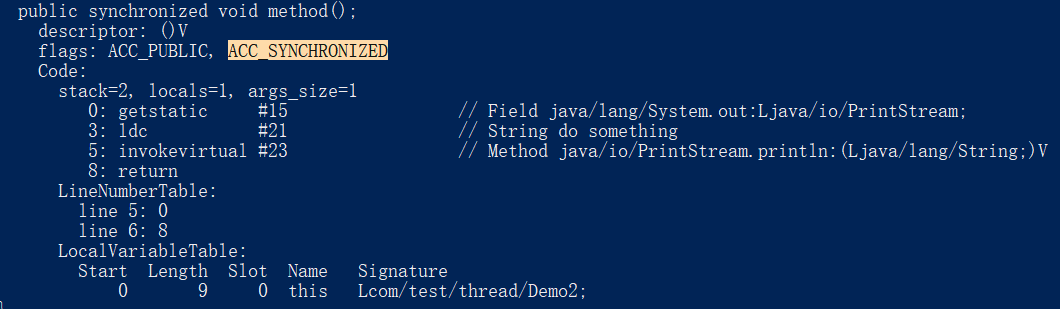 public synchronized void method();
descriptor: ()V
flags: ACC_PUBLIC, ACC_SYNCHRONIZED
Code:
stack=2, locals=1, args_size=1
0: getstatic #15 // Field java/lang/System.out:Ljava/io/PrintStream;
3: ldc #21 // String do something
5: invokevirtual #23 // Method java/io/PrintStream.println:(Ljava/lang/String;)V
8: return
LineNumberTable:
line 5: 0
line 6: 8
LocalVariableTable:
Start Length Slot Name Signature
0 9 0 this Lcom/test/thread/Demo2;